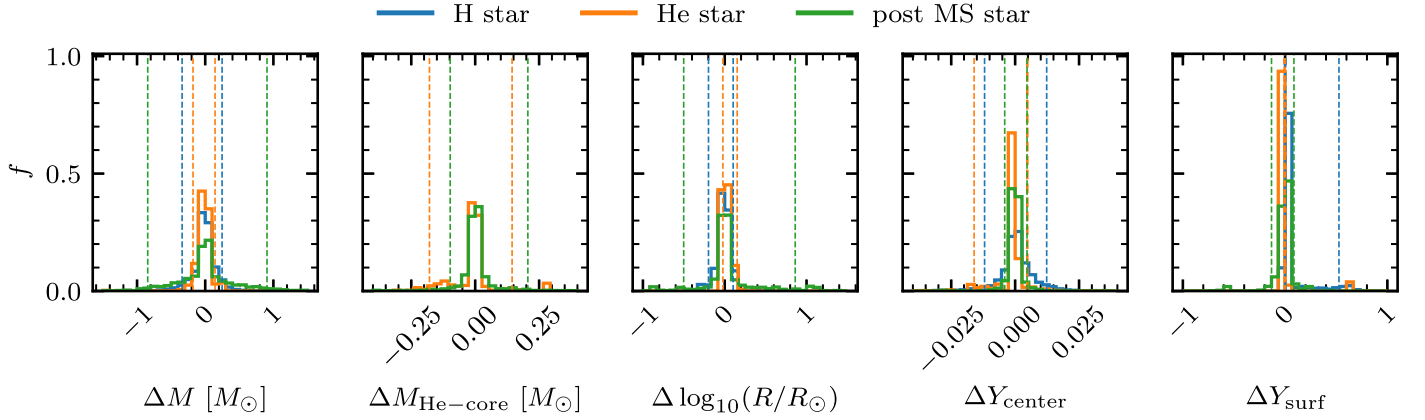 H star He star post MS star
f
1.0
0.5
0.0
−1 0 1
−0.25 0.00 0.25
−1 0 1
−0.025 0.000 0.025
−1 0 1
ΔM [M⊙]
ΔM_He−core [M⊙]
Δ log₁₀(R/R⊙)
ΔY_center
ΔY_surf